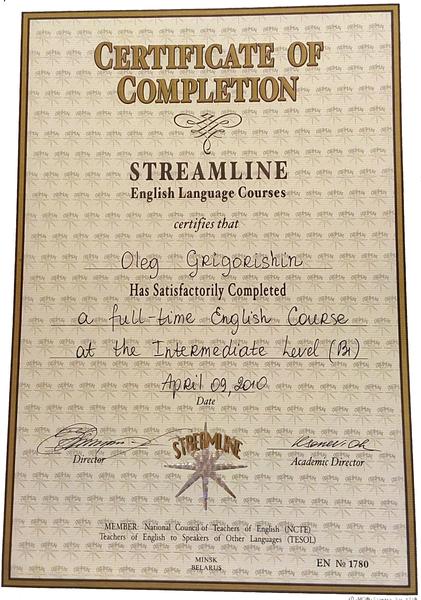 CERTIFICATE OF
COMPLETION
STREAMLINE
English Language Courses
certifies that
Oleg Grigorishin
Has Satisfactorily Completed
a full-time English Course
at the Intermediate Level (B1)
April 09, 2010
Date
Director
STREAMLINE
Academic Director
MEMBER: National Council of Teachers of English (NCTE)
Teachers of English to Speakers of Other Languages (TESOL)
MINSK
BELARUS
EN № 1780